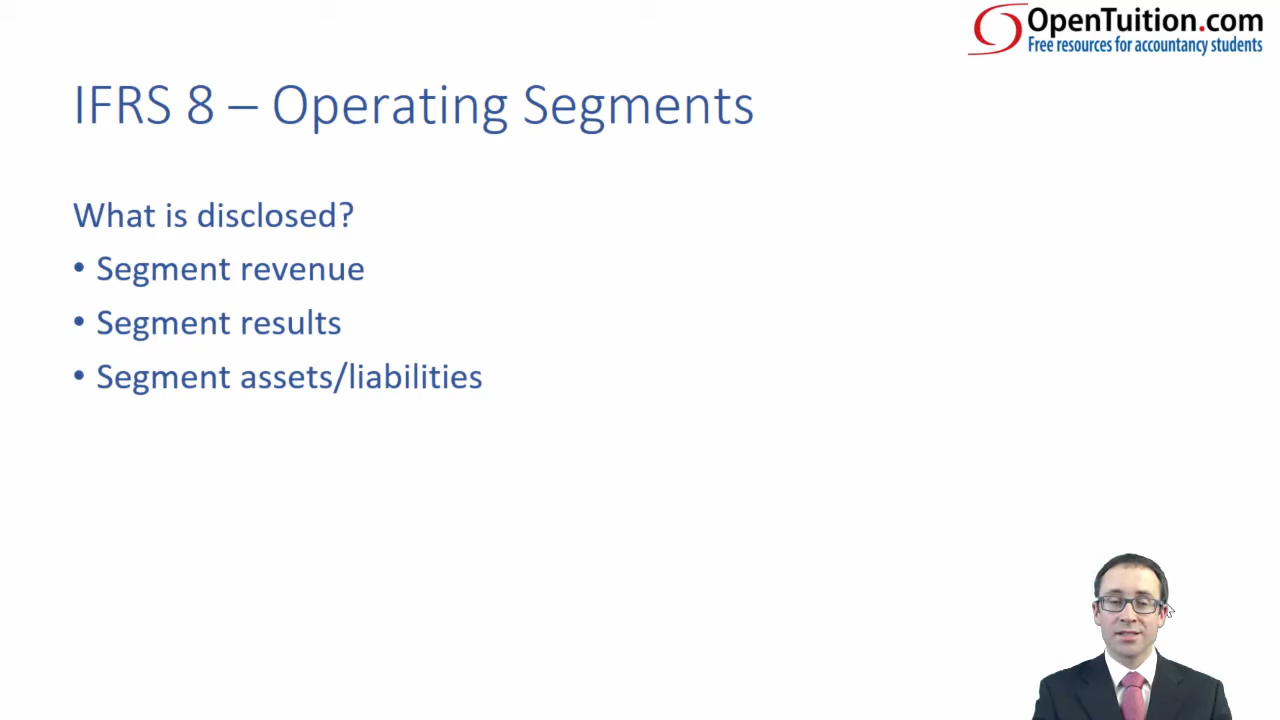 OpenTuition.com
Free resources for accountancy students
IFRS 8 – Operating Segments
What is disclosed?
• Segment revenue
• Segment results
• Segment assets/liabilities